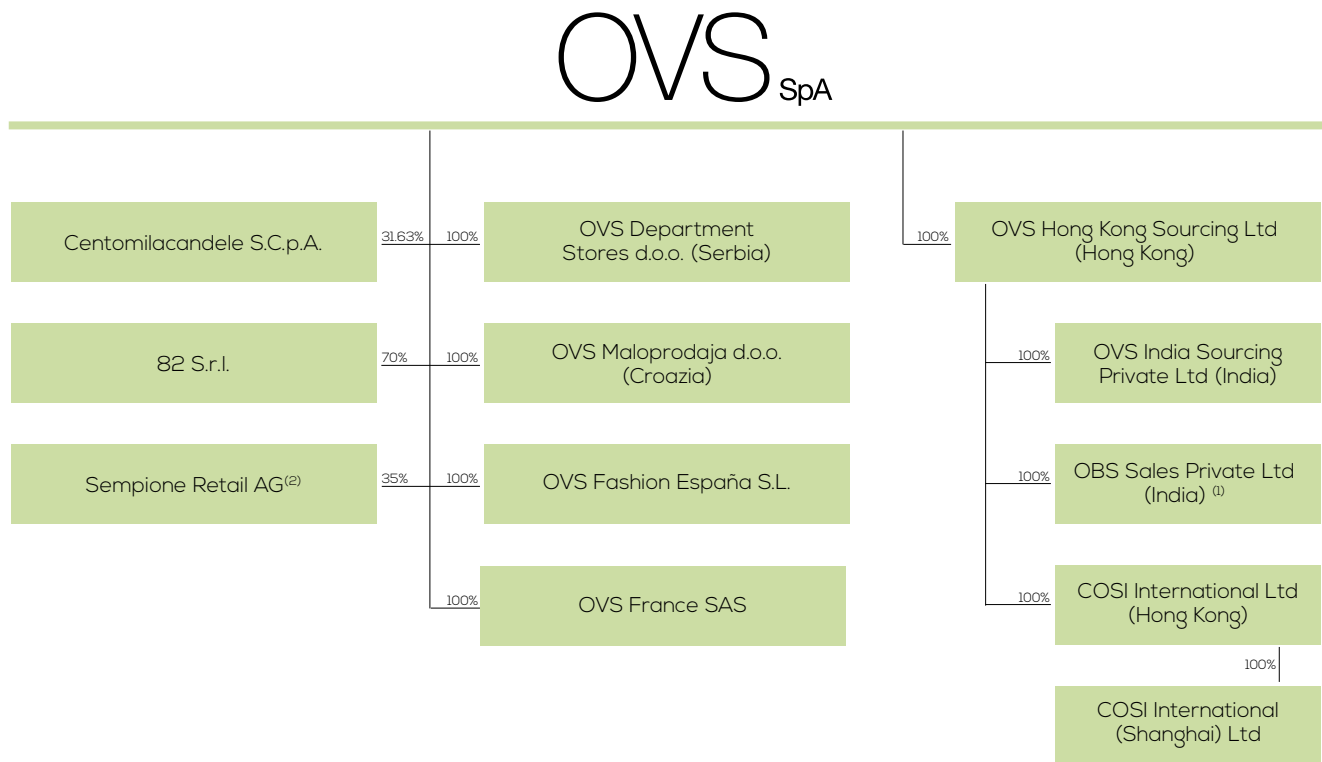 OVS SpA
Centomilacandele S.C.p.A.
31.63%
100%
OVS Department
Stores d.o.o. (Serbia)
100%
OVS Hong Kong Sourcing Ltd
(Hong Kong)
82 S.r.l.
70%
100%
OVS Maloprodaja d.o.o.
(Croazia)
100%
OVS India Sourcing
Private Ltd (India)
Sempione Retail AG(2)
35%
100%
OVS Fashion España S.L.
100%
OBS Sales Private Ltd
(India) (1)
100%
OVS France SAS
100%
COSI International Ltd
(Hong Kong)
100%
COSI International
(Shanghai) Ltd